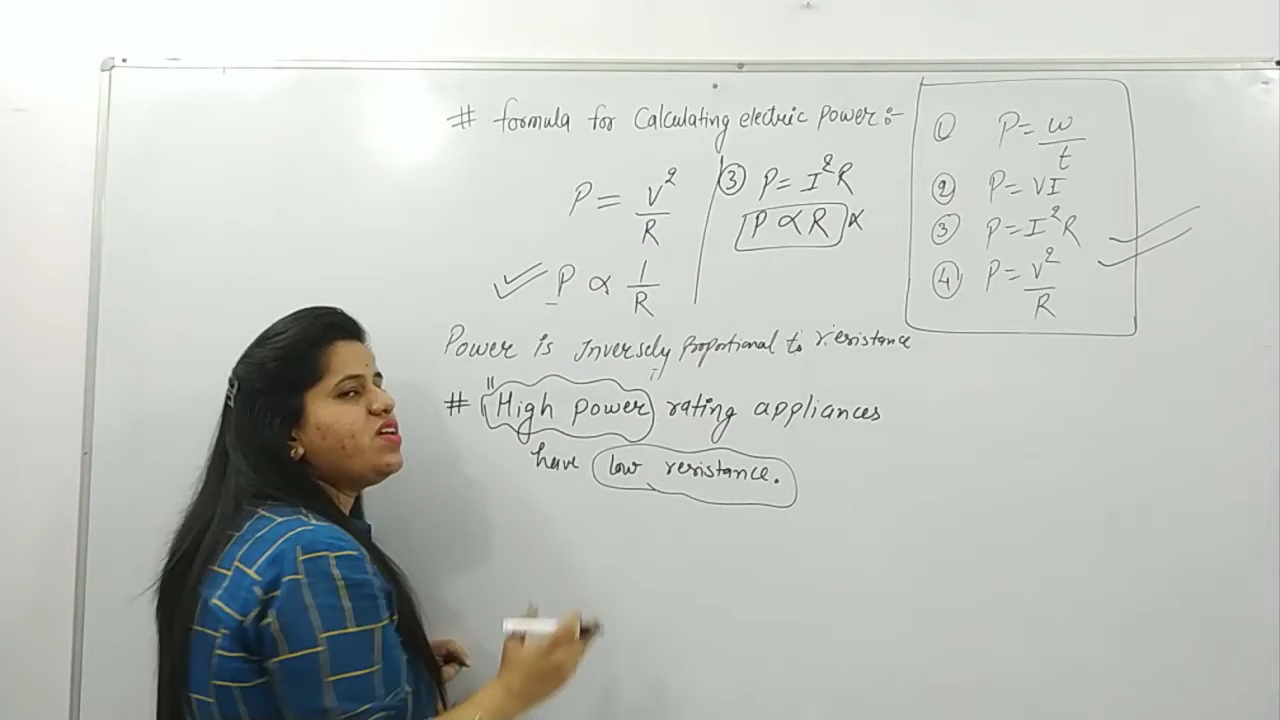 # formula for Calculating electric power :-
P = V²/R
P ∝ 1/R
③ P = I²R
P ∝ R
① P = w/t
② P = VI
③ P = I²R
④ P = V²/R
Power is Inversely proportional to resistance
# "High power rating appliances
have low resistance.